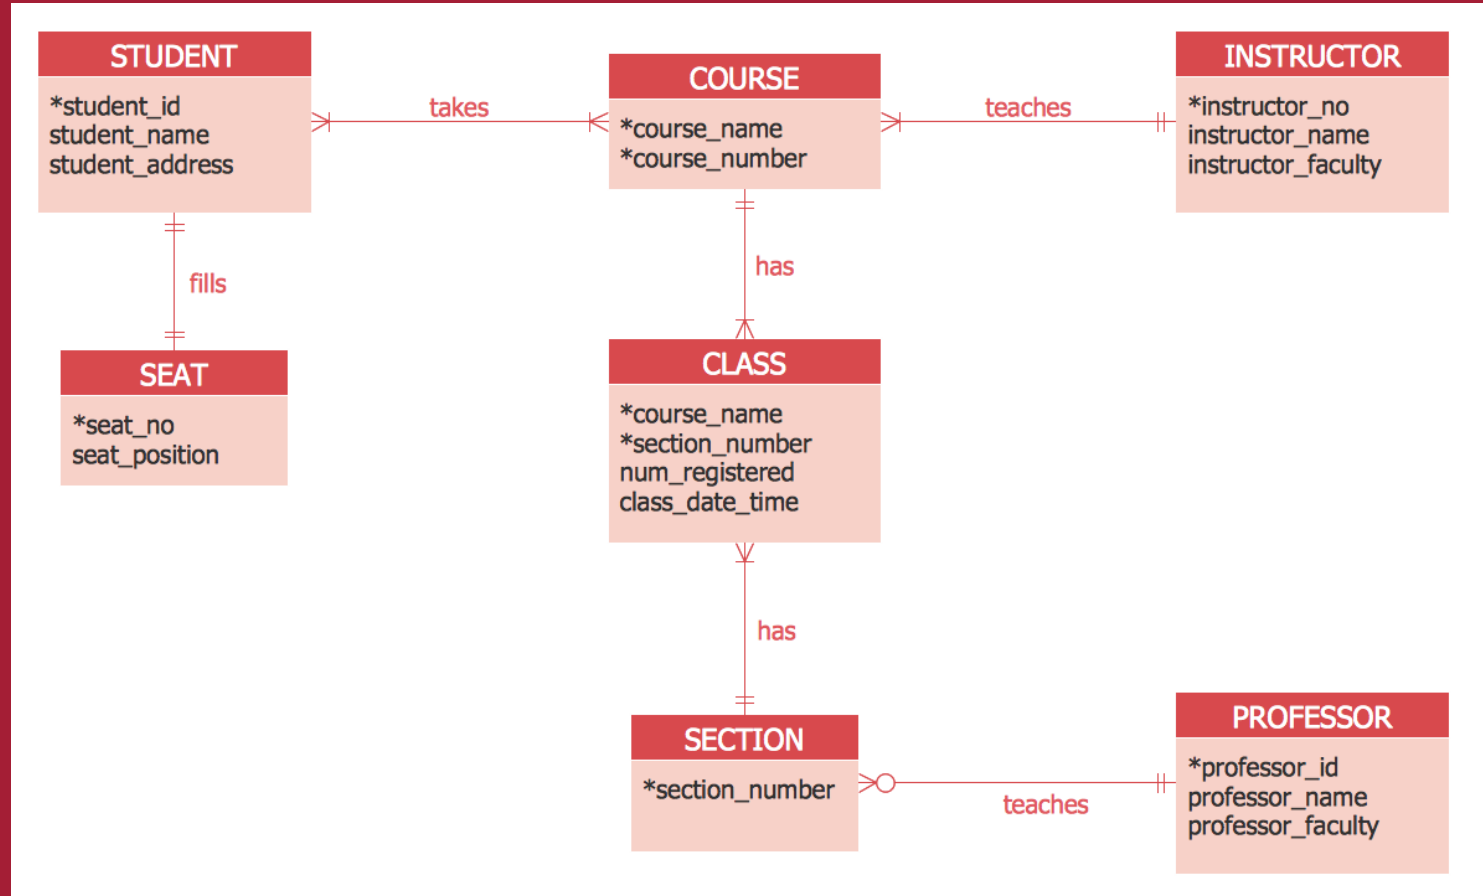 STUDENT
*student_id
student_name
student_address
takes
COURSE
*course_name
*course_number
teaches
INSTRUCTOR
*instructor_no
instructor_name
instructor_faculty
fills
has
SEAT
*seat_no
seat_position
CLASS
*course_name
*section_number
num_registered
class_date_time
has
SECTION
*section_number
teaches
PROFESSOR
*professor_id
professor_name
professor_faculty